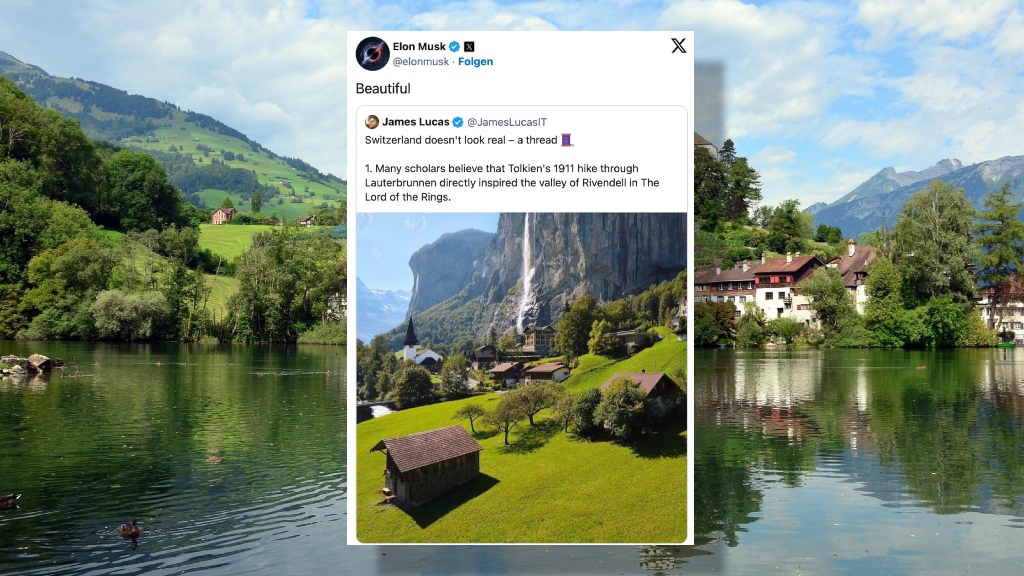 Elon Musk
@elonmusk · Folgen
Beautiful
James Lucas @JamesLucasIT
Switzerland doesn't look real – a thread 🧵
1. Many scholars believe that Tolkien's 1911 hike through
Lauterbrunnen directly inspired the valley of Rivendell in The
Lord of the Rings.